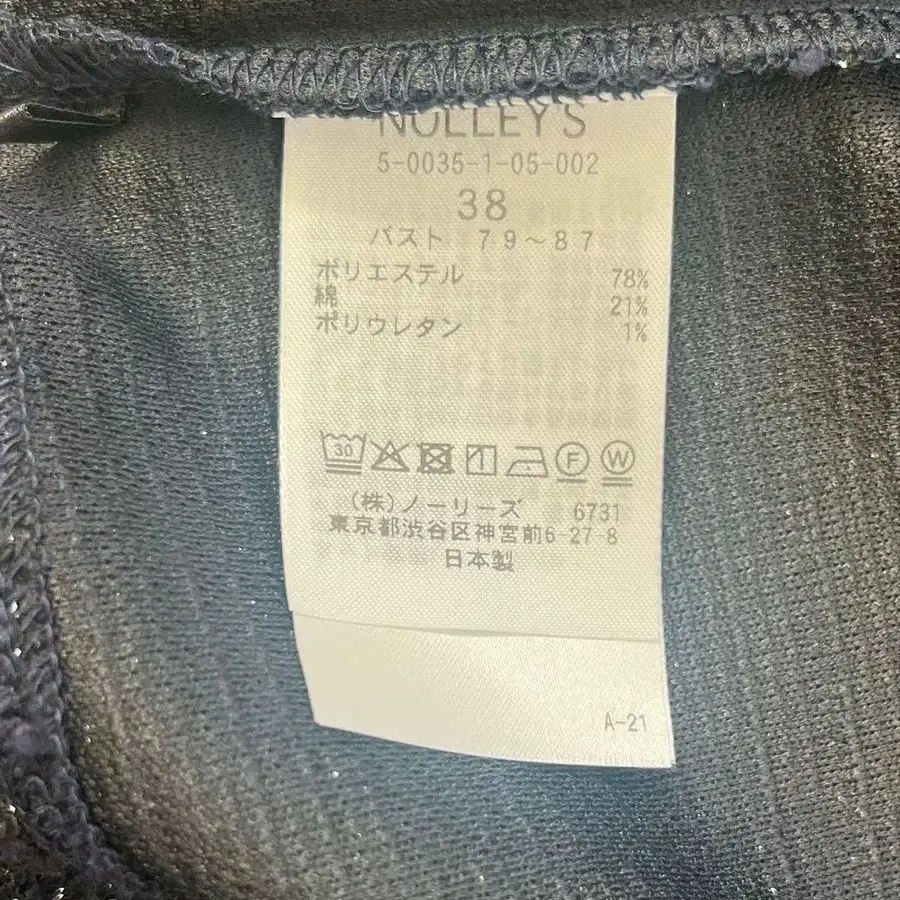 NOLLEY'S
5-0035-1-05-002
38
バスト 79～87
ポリエステル 78%
綿 21%
ポリウレタン 1%
30 F W
(株)ノーリーズ 6731
東京都渋谷区神宮前6-27-8
日本製
A-21